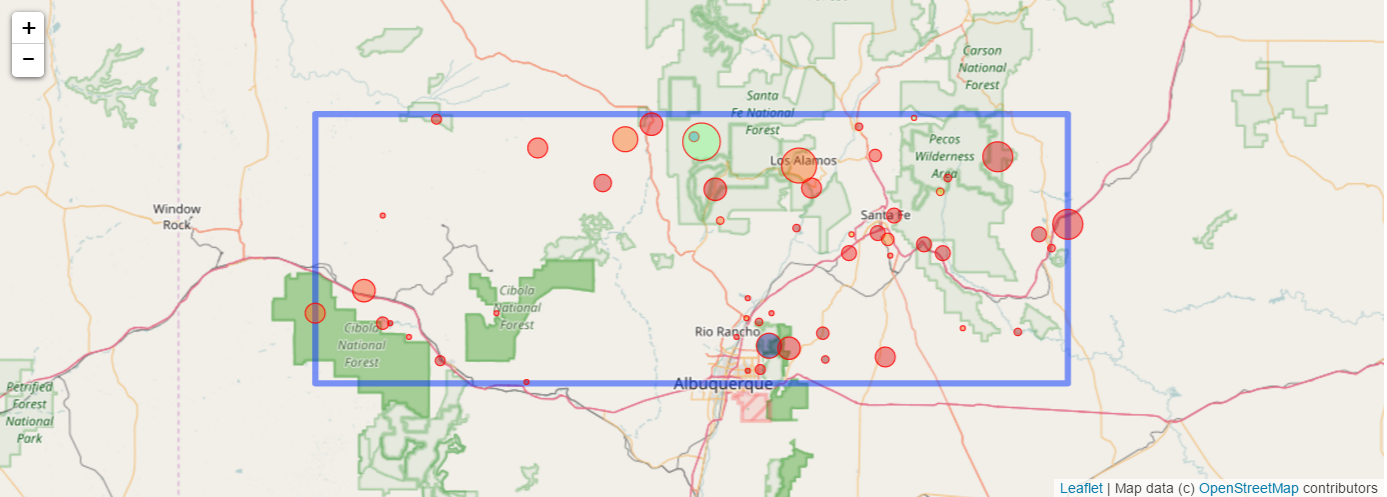 +
−
Carson
National
Forest
Santa
Fe National
Forest
Pecos
Wilderness
Area
Los Alamos
Window
Rock
Santa Fe
Cibola
National
Forest
Cibola
National
Forest
Rio Rancho
Albuquerque
Petrified
Forest
National
Park
Leaflet | Map data (c) OpenStreetMap contributors